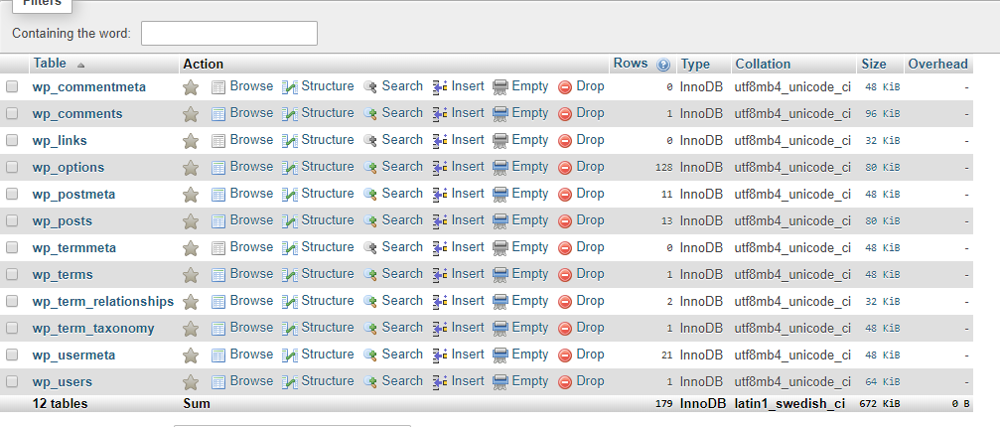 Filters
Containing the word:
Table Action Rows Type Collation Size Overhead
wp_commentmeta Browse Structure Search Insert Empty Drop 0 InnoDB utf8mb4_unicode_ci 48 KiB -
wp_comments Browse Structure Search Insert Empty Drop 1 InnoDB utf8mb4_unicode_ci 96 KiB -
wp_links Browse Structure Search Insert Empty Drop 0 InnoDB utf8mb4_unicode_ci 32 KiB -
wp_options Browse Structure Search Insert Empty Drop 128 InnoDB utf8mb4_unicode_ci 80 KiB -
wp_postmeta Browse Structure Search Insert Empty Drop 11 InnoDB utf8mb4_unicode_ci 48 KiB -
wp_posts Browse Structure Search Insert Empty Drop 13 InnoDB utf8mb4_unicode_ci 80 KiB -
wp_termmeta Browse Structure Search Insert Empty Drop 0 InnoDB utf8mb4_unicode_ci 48 KiB -
wp_terms Browse Structure Search Insert Empty Drop 1 InnoDB utf8mb4_unicode_ci 48 KiB -
wp_term_relationships Browse Structure Search Insert Empty Drop 2 InnoDB utf8mb4_unicode_ci 32 KiB -
wp_term_taxonomy Browse Structure Search Insert Empty Drop 1 InnoDB utf8mb4_unicode_ci 48 KiB -
wp_usermeta Browse Structure Search Insert Empty Drop 21 InnoDB utf8mb4_unicode_ci 48 KiB -
wp_users Browse Structure Search Insert Empty Drop 1 InnoDB utf8mb4_unicode_ci 64 KiB -
12 tables Sum 179 InnoDB latin1_swedish_ci 672 KiB 0 B